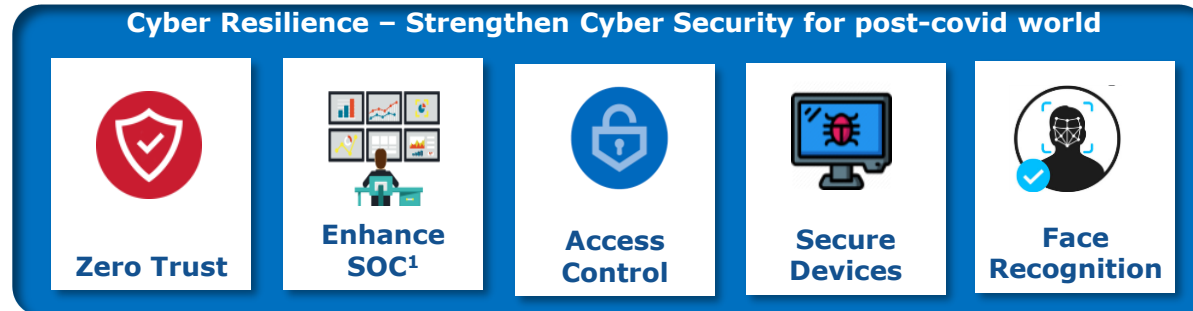 Cyber Resilience – Strengthen Cyber Security for post-covid world
Zero Trust
Enhance
SOC¹
Access
Control
Secure
Devices
Face
Recognition